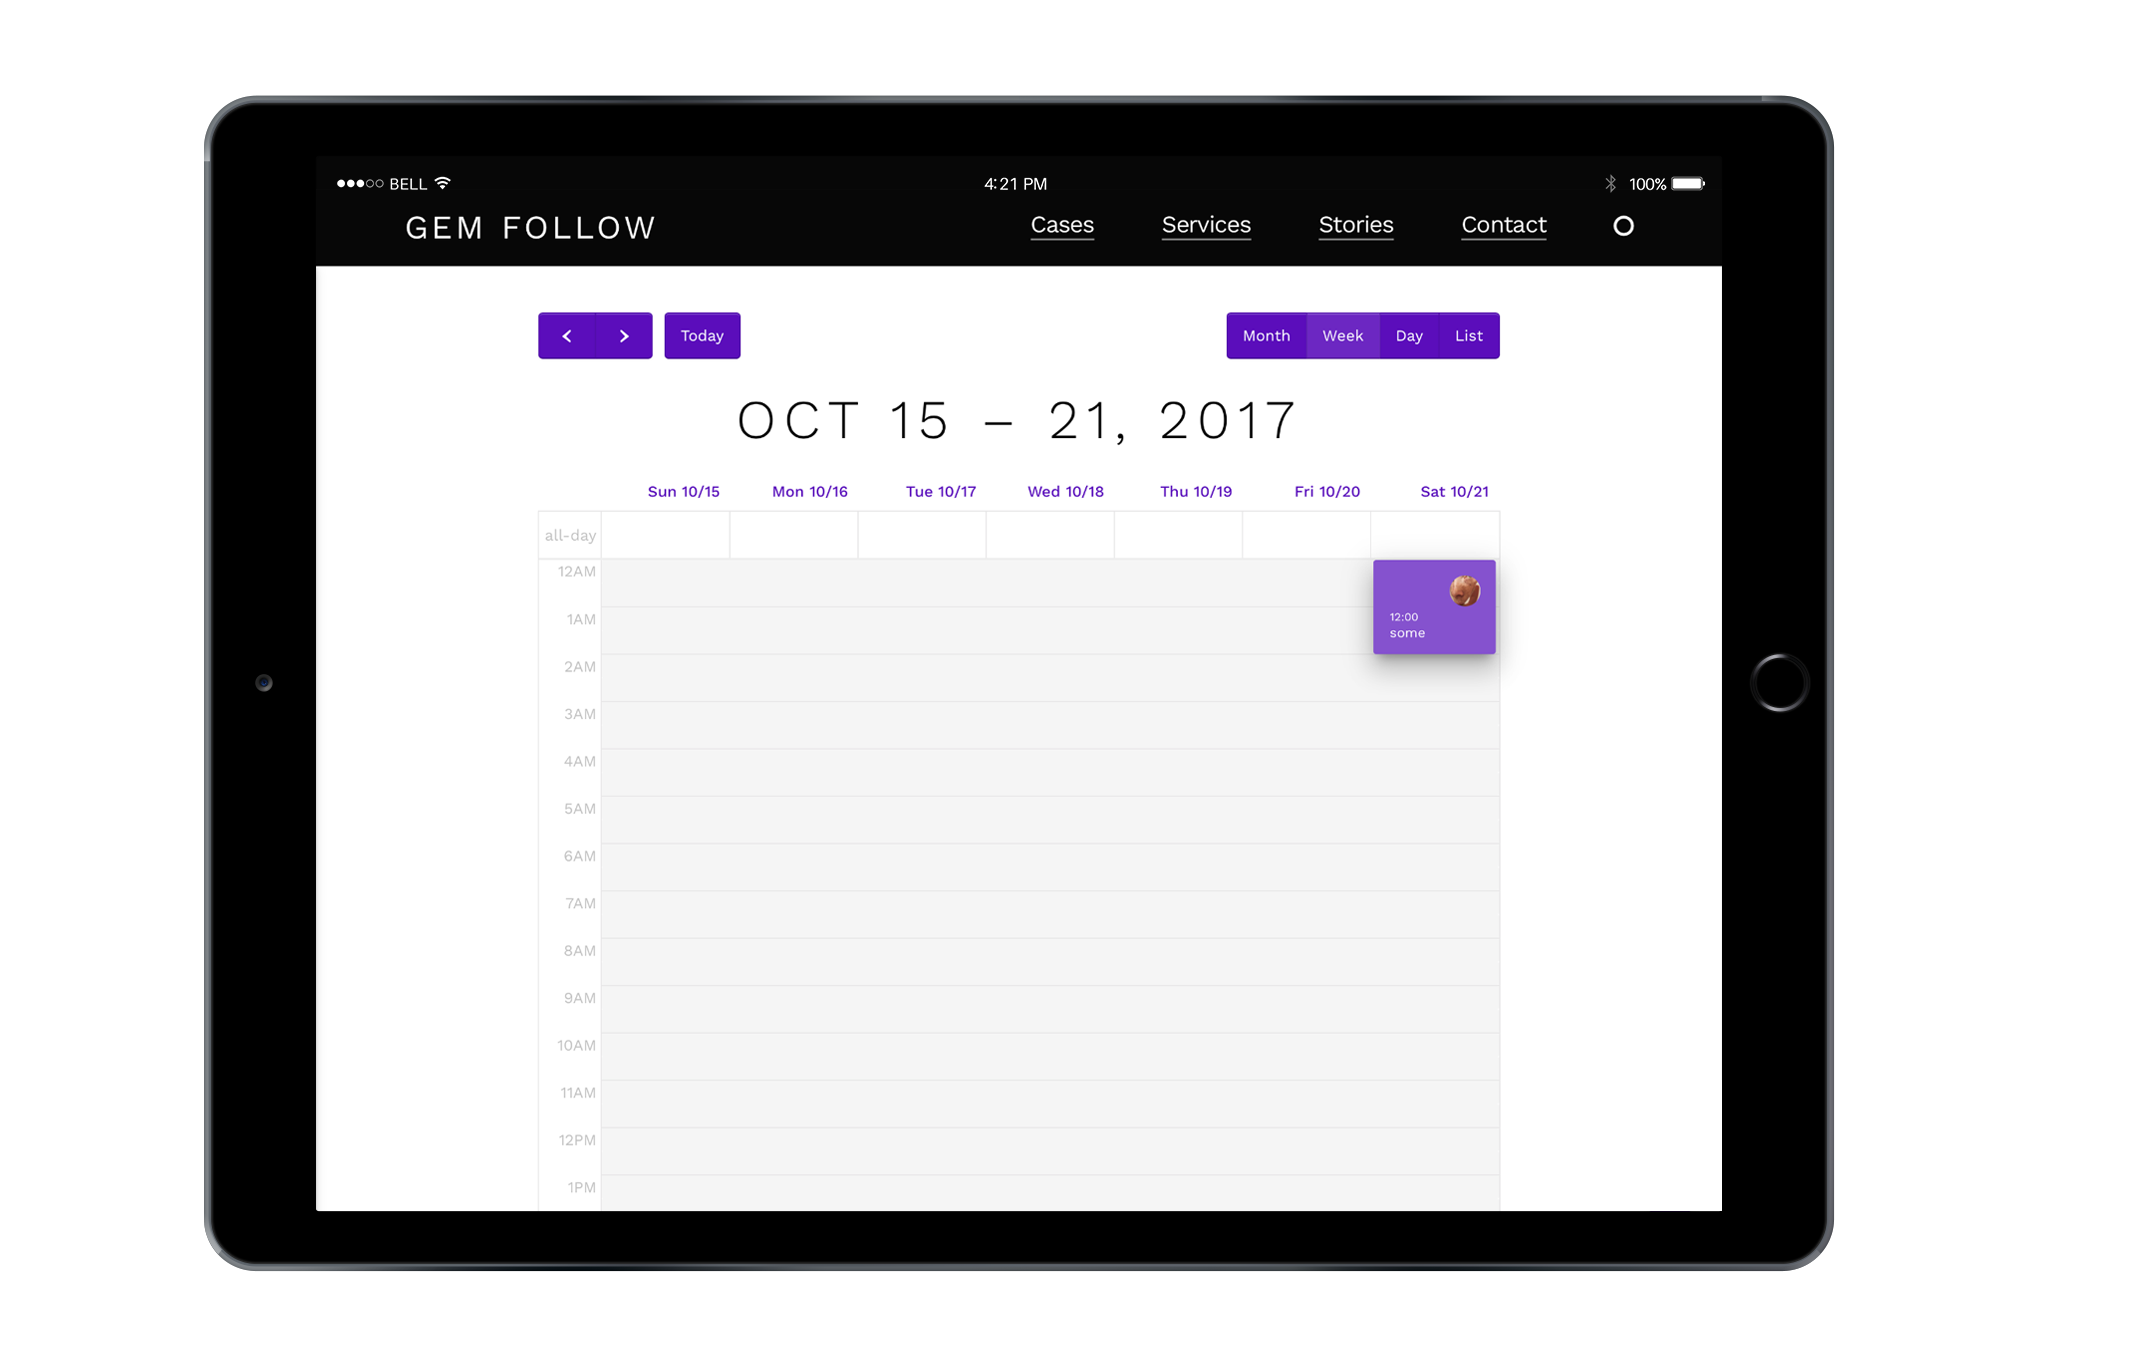 BELL 4:21 PM 100%
GEM FOLLOW Cases Services Stories Contact
Today Month Week Day List
OCT 15 – 21, 2017
Sun 10/15 Mon 10/16 Tue 10/17 Wed 10/18 Thu 10/19 Fri 10/20 Sat 10/21
all-day
12AM
1AM
12:00
some
2AM
3AM
4AM
5AM
6AM
7AM
8AM
9AM
10AM
11AM
12PM
1PM